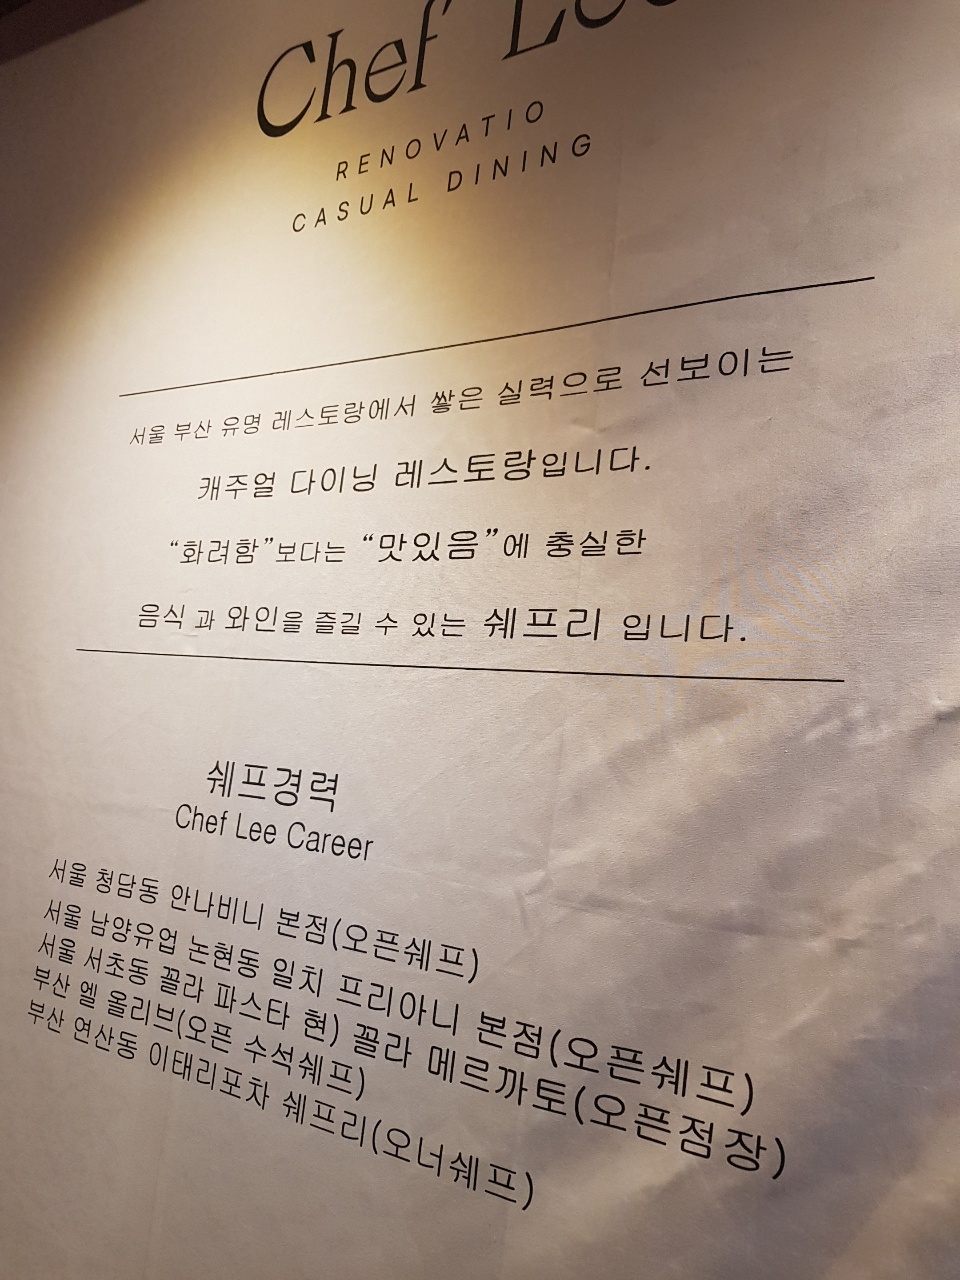 Chef Lee
RENOVATIO
CASUAL DINING
서울 부산 유명 레스토랑에서 쌓은 실력으로 선보이는
캐주얼 다이닝 레스토랑입니다.
“화려함”보다는 “맛있음”에 충실한
음식 과 와인을 즐길 수 있는 쉐프리 입니다.
쉐프경력
Chef Lee Career
서울 청담동 안나비니 본점(오픈쉐프)
서울 남양유업 논현동 일치 프리아니 본점(오픈쉐프)
서울 서초동 꼴라 파스타 현) 꼴라 메르까토(오픈점장)
부산 엘 올리브(오픈 수석쉐프)
부산 연산동 이태리포차 쉐프리(오너쉐프)